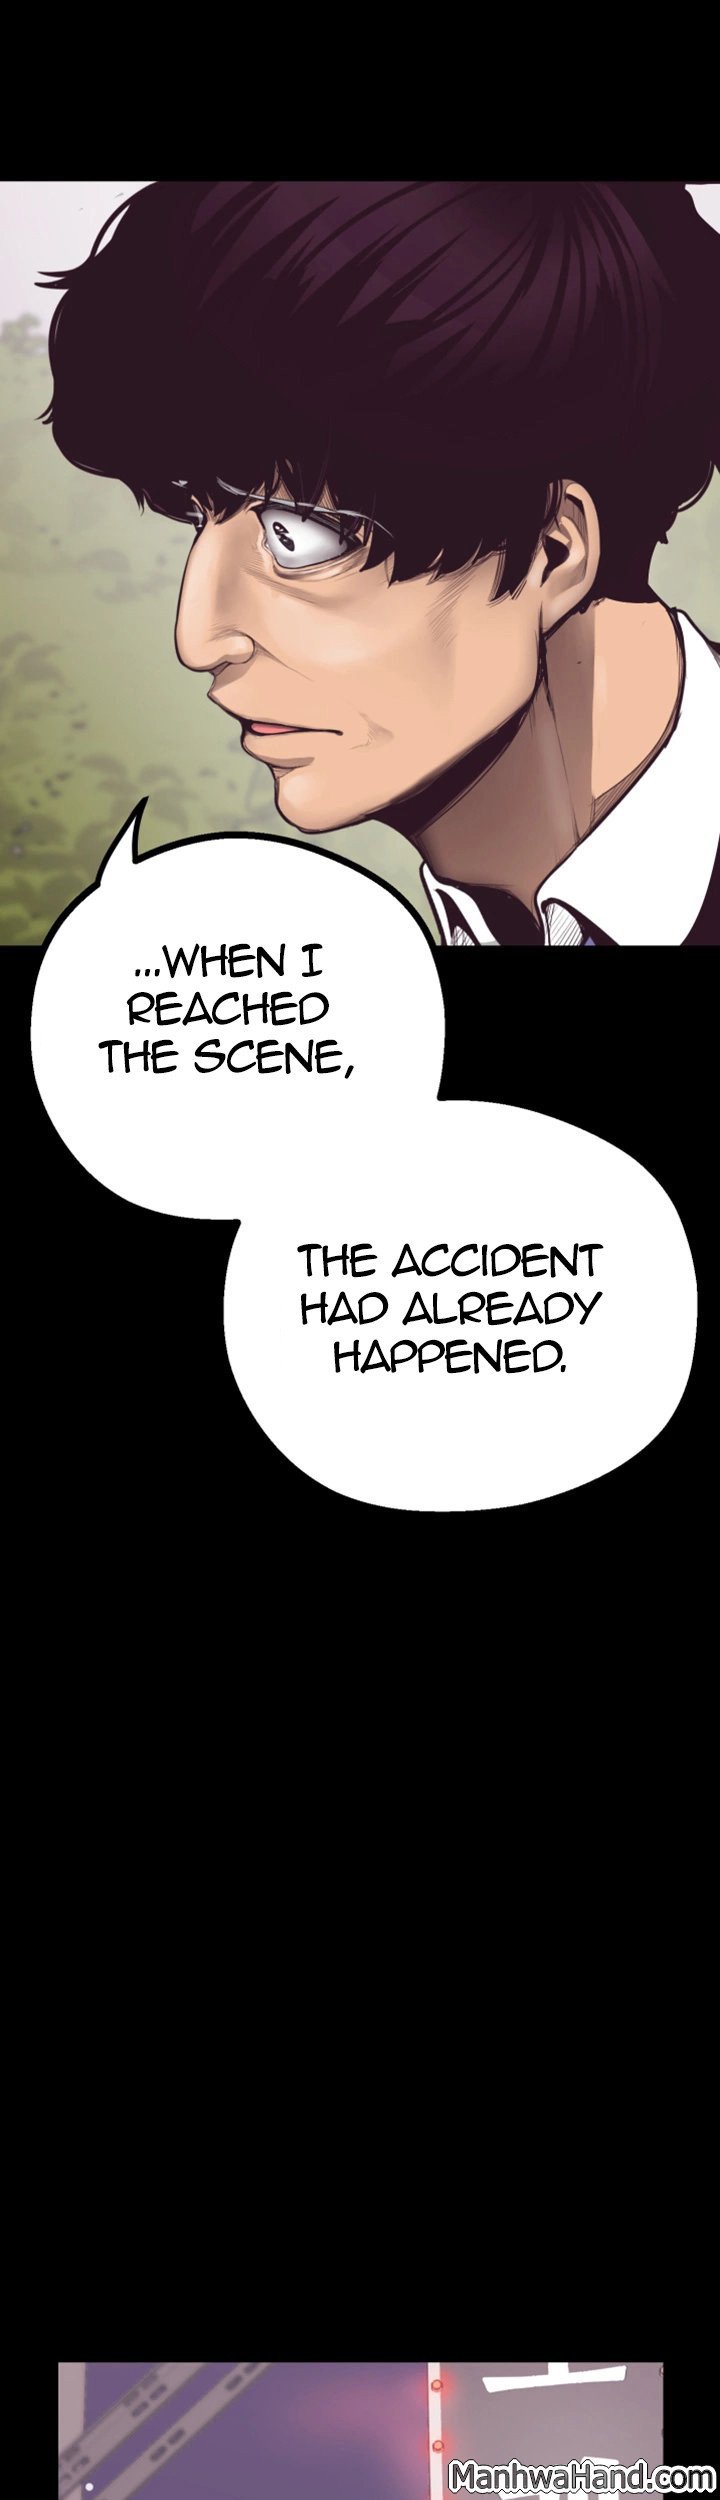 ...WHEN I
REACHED
THE SCENE,
THE ACCIDENT
HAD ALREADY
HAPPENED.
ManhwaHand.com